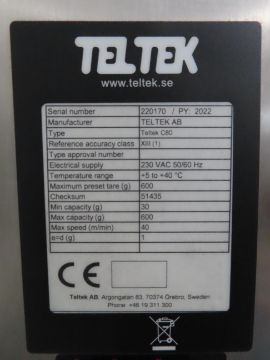 TELTEK
www.teltek.se
Serial number 220170 / PY: 2022
Manufacturer TELTEK AB
Type Teltek C80
Reference accuracy class XIII (1)
Type approval number -
Electrical supply 230 VAC 50/60 Hz
Temperature range +5 to +40 °C
Maximum preset tare (g) 600
Checksum 51435
Min capacity (g) 30
Max capacity (g) 600
Max speed (m/min) 40
e=d (g) 1
CE
Teltek AB, Argongatan 83, 70374 Örebro, Sweden
Phone: +46 19 311 300